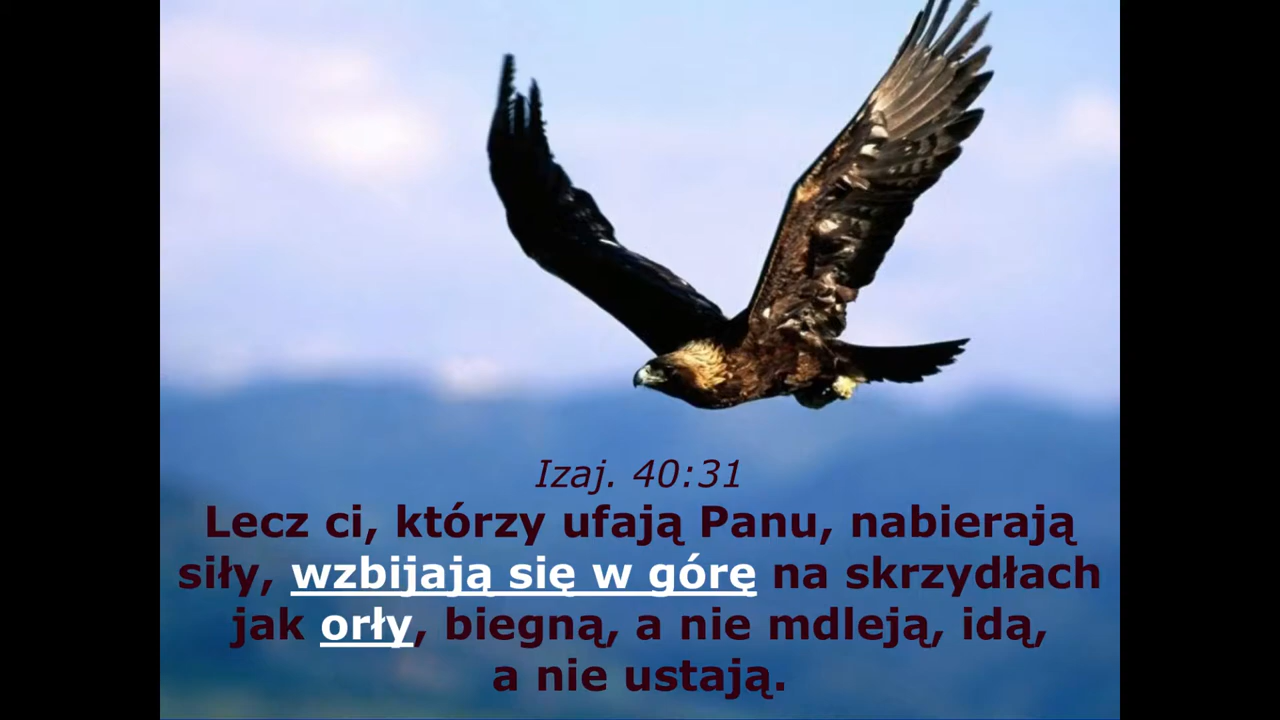 Izaj. 40:31
Lecz ci, którzy ufają Panu, nabierają
siły, wzbijają się w górę na skrzydłach
jak orły, biegną, a nie mdleją, idą,
a nie ustają.